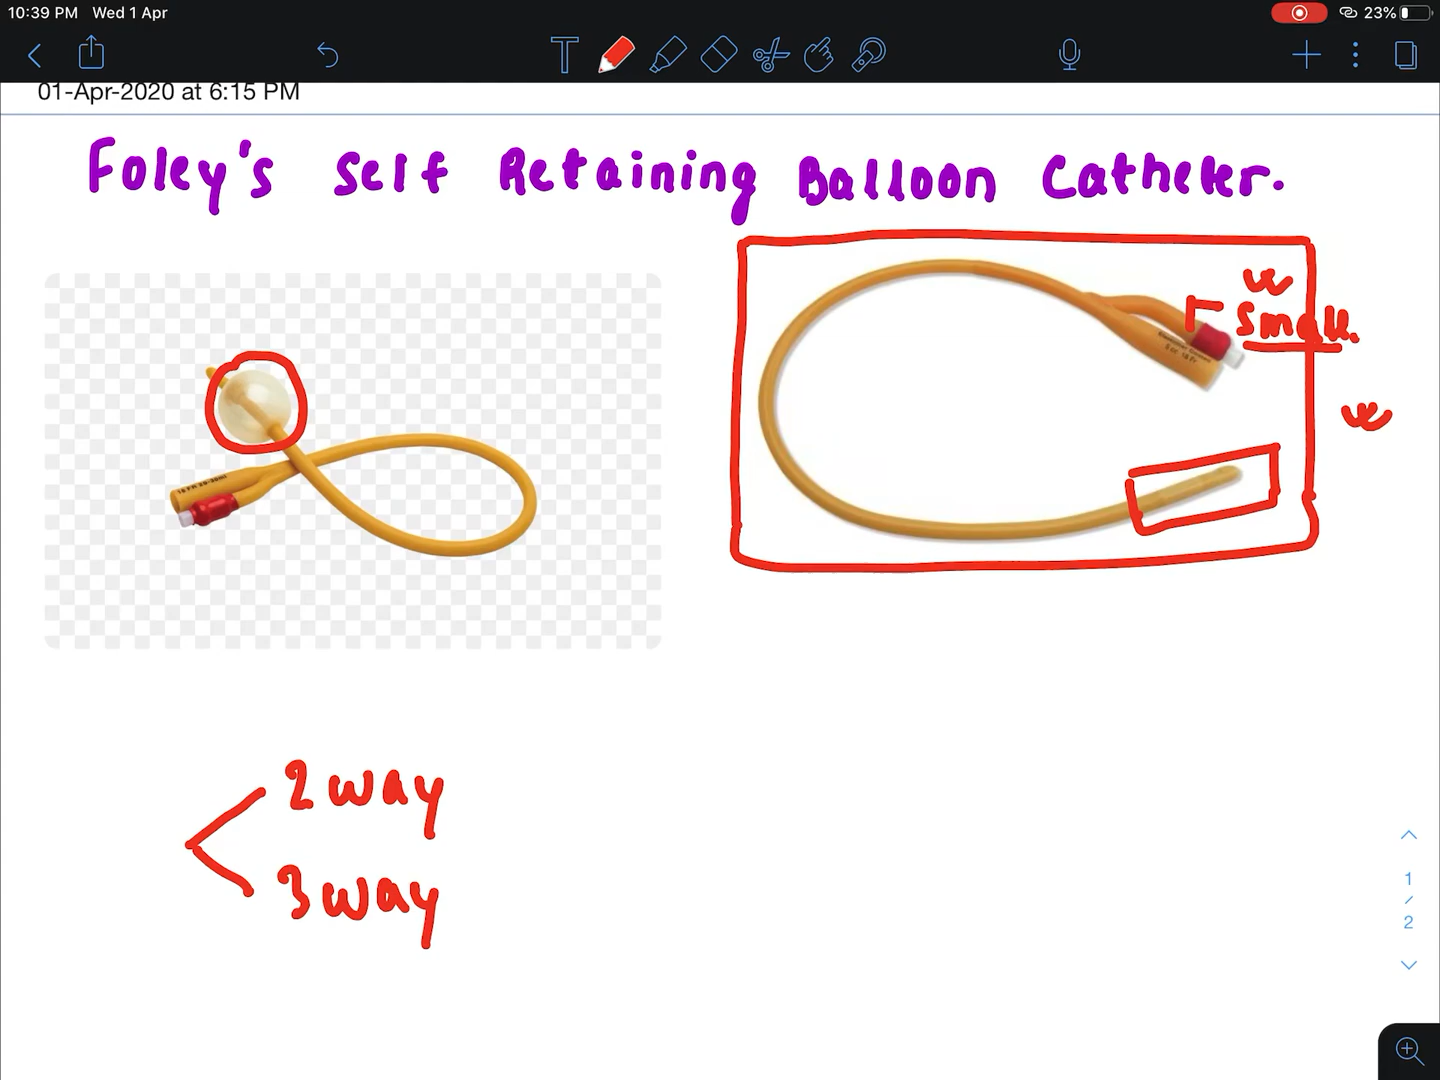 10:39 PM Wed 1 Apr
23%
01-Apr-2020 at 6:15 PM
Foley's Self Retaining Balloon Catheter.
Small.
2 way
3 way
1
/
2